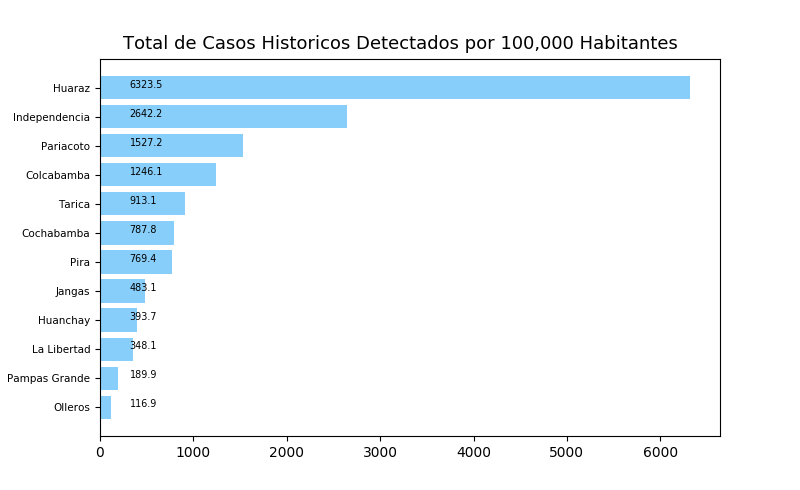 Total de Casos Historicos Detectados por 100,000 Habitantes
Huaraz 6323.5
Independencia 2642.2
Pariacoto 1527.2
Colcabamba 1246.1
Tarica 913.1
Cochabamba 787.8
Pira 769.4
Jangas 483.1
Huanchay 393.7
La Libertad 348.1
Pampas Grande 189.9
Olleros 116.9
0 1000 2000 3000 4000 5000 6000